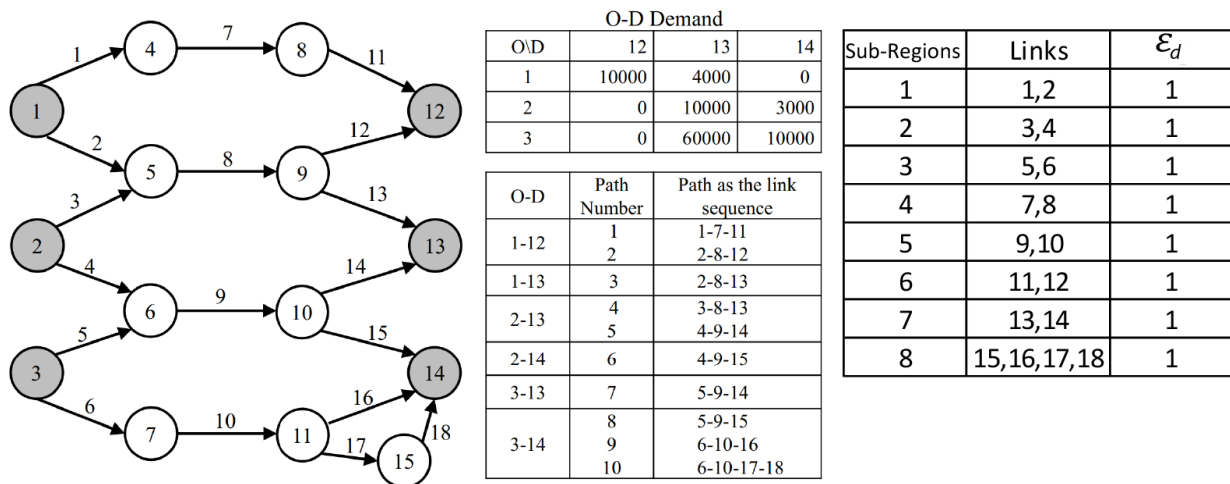 1
7
4
8
11
1
12
2
12
5
8
9
3
13
2
13
4
14
6
9
10
5
15
3
14
6
16
10
7
11
18
17
15
O-D Demand
O\D 12 13 14
1 10000 4000 0
2 0 10000 3000
3 0 60000 10000
O-D Path Number Path as the link sequence
1-12 1 1-7-11
2 2-8-12
1-13 3 2-8-13
2-13 4 3-8-13
5 4-9-14
2-14 6 4-9-15
3-13 7 5-9-14
3-14 8 5-9-15
9 6-10-16
10 6-10-17-18
Sub-Regions Links ε_d
1 1,2 1
2 3,4 1
3 5,6 1
4 7,8 1
5 9,10 1
6 11,12 1
7 13,14 1
8 15,16,17,18 1